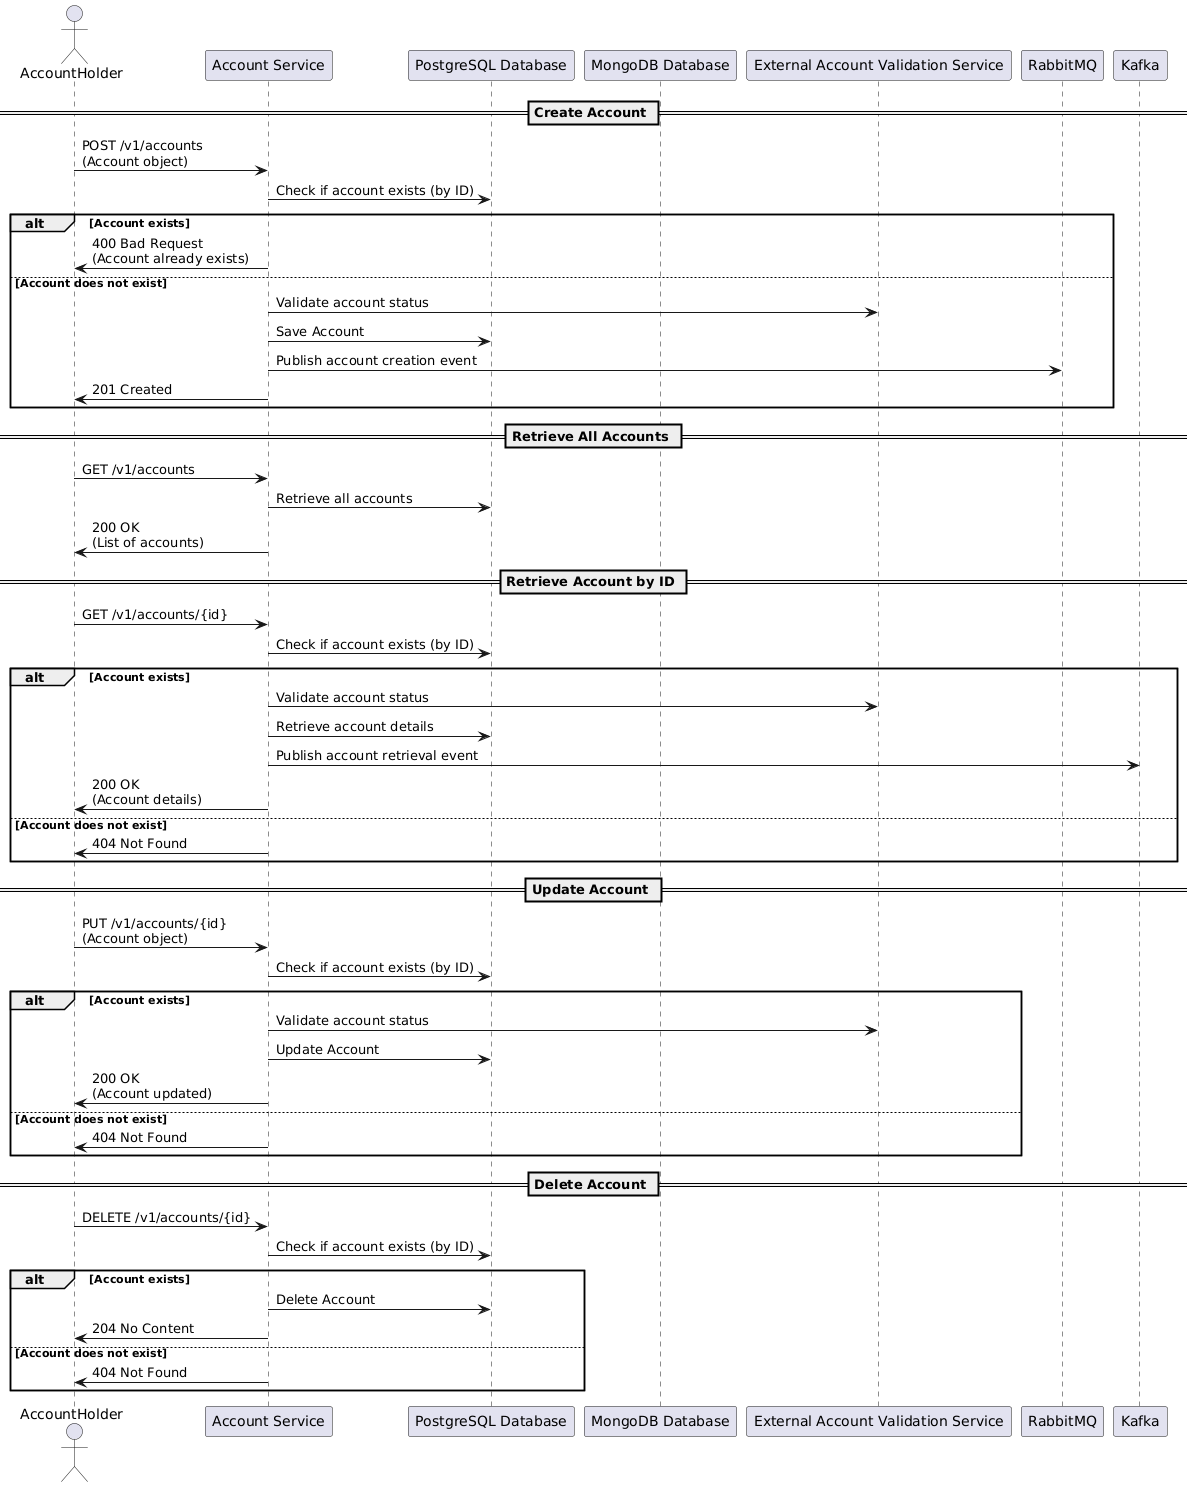 AccountHolder
Account Service
PostgreSQL Database
MongoDB Database
External Account Validation Service
RabbitMQ
Kafka
Create Account
POST /v1/accounts
(Account object)
Check if account exists (by ID)
alt
[Account exists]
400 Bad Request
(Account already exists)
[Account does not exist]
Validate account status
Save Account
Publish account creation event
201 Created
Retrieve All Accounts
GET /v1/accounts
Retrieve all accounts
200 OK
(List of accounts)
Retrieve Account by ID
GET /v1/accounts/{id}
Check if account exists (by ID)
alt
[Account exists]
Validate account status
Retrieve account details
Publish account retrieval event
200 OK
(Account details)
[Account does not exist]
404 Not Found
Update Account
PUT /v1/accounts/{id}
(Account object)
Check if account exists (by ID)
alt
[Account exists]
Validate account status
Update Account
200 OK
(Account updated)
[Account does not exist]
404 Not Found
Delete Account
DELETE /v1/accounts/{id}
Check if account exists (by ID)
alt
[Account exists]
Delete Account
204 No Content
[Account does not exist]
404 Not Found
AccountHolder
Account Service
PostgreSQL Database
MongoDB Database
External Account Validation Service
RabbitMQ
Kafka